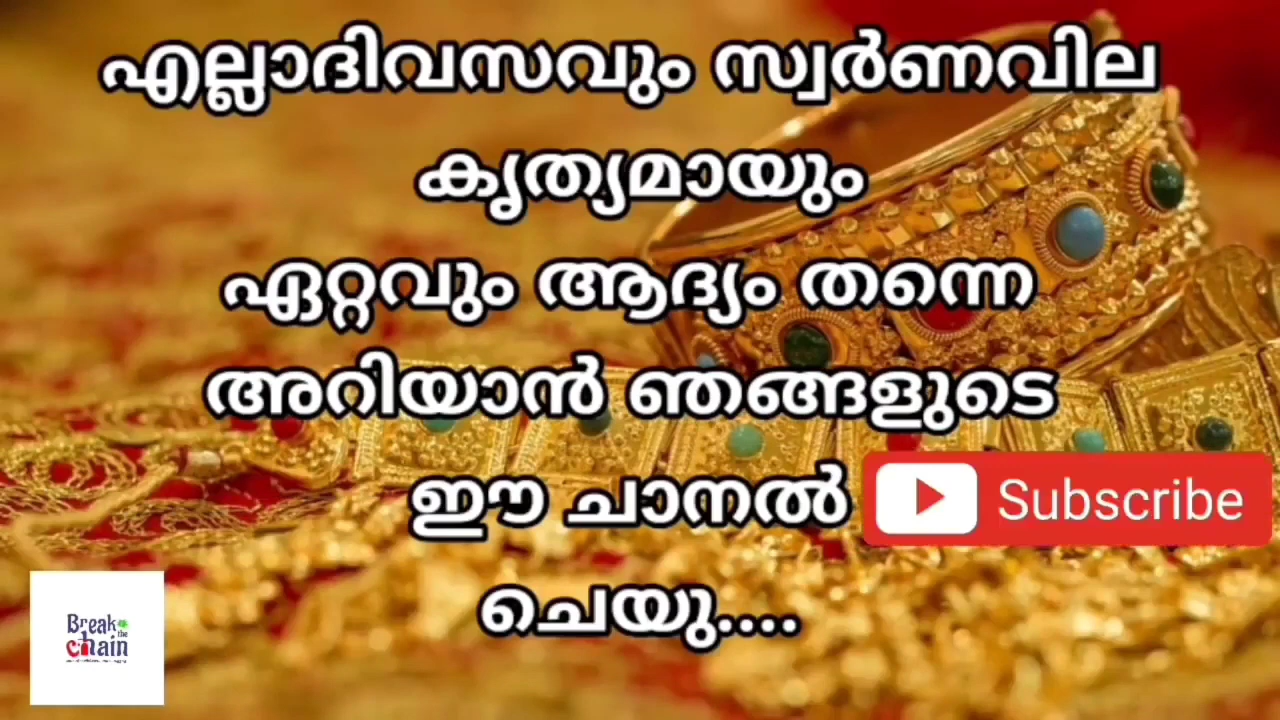 എല്ലാദിവസവും സ്വർണവില
കൃത്യമായും
ഏറ്റവും ആദ്യം തന്നെ
അറിയാൻ ഞങ്ങളുടെ
ഈ ചാനൽ Subscribe
ചെയു....
Break
the
chain